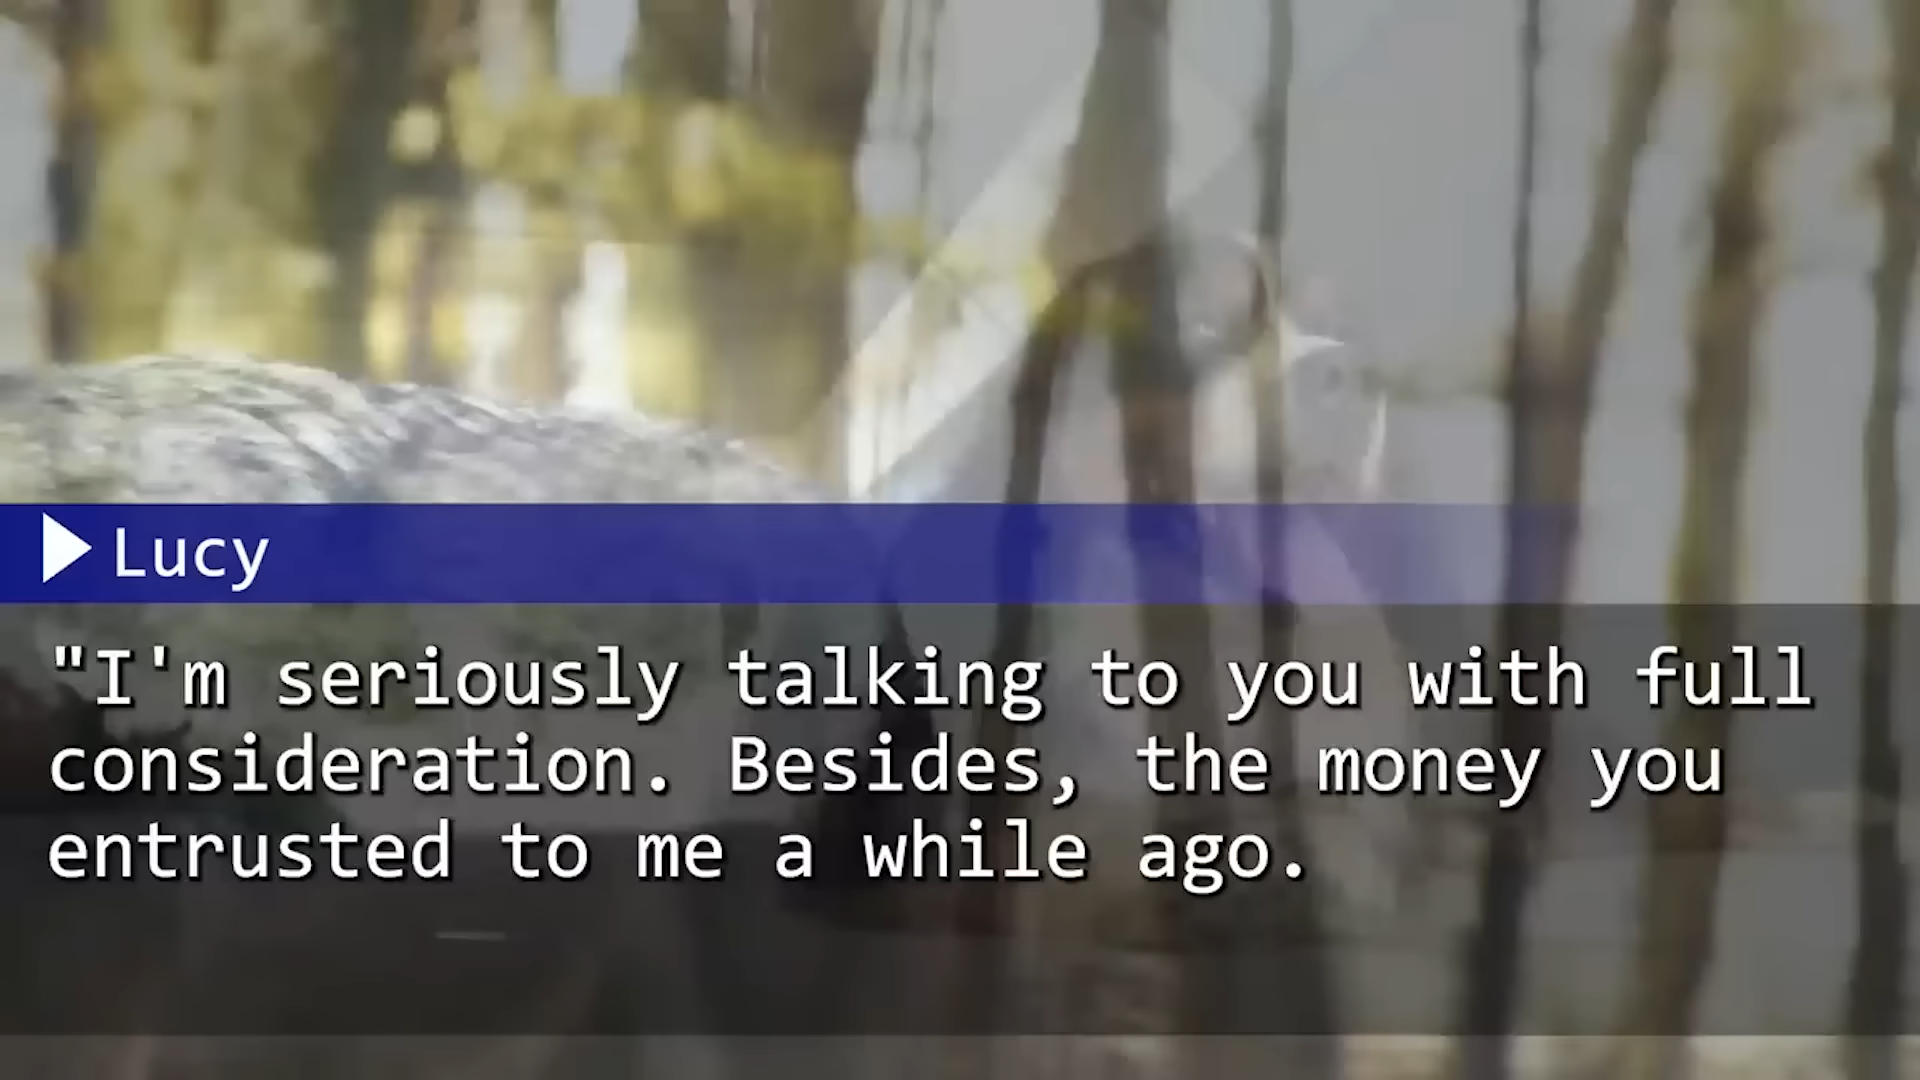 Lucy
"I'm seriously talking to you with full
consideration. Besides, the money you
entrusted to me a while ago.